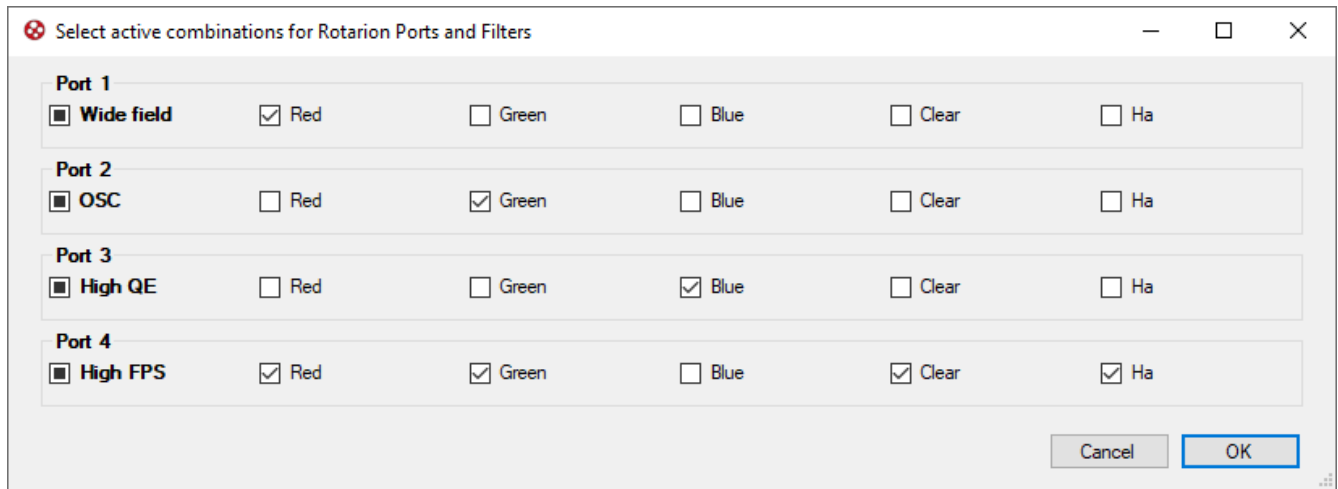 Select active combinations for Rotarion Ports and Filters
Port 1
Wide field Red Green Blue Clear Ha
Port 2
OSC Red Green Blue Clear Ha
Port 3
High QE Red Green Blue Clear Ha
Port 4
High FPS Red Green Blue Clear Ha
Cancel OK